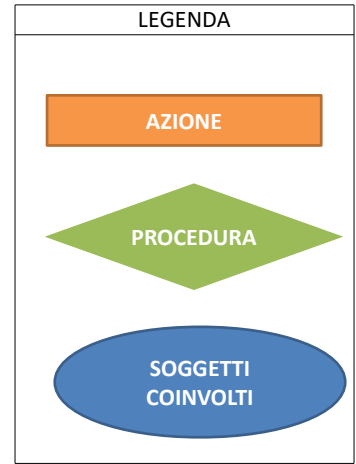 LEGENDA
AZIONE
PROCEDURA
SOGGETTI
COINVOLTI